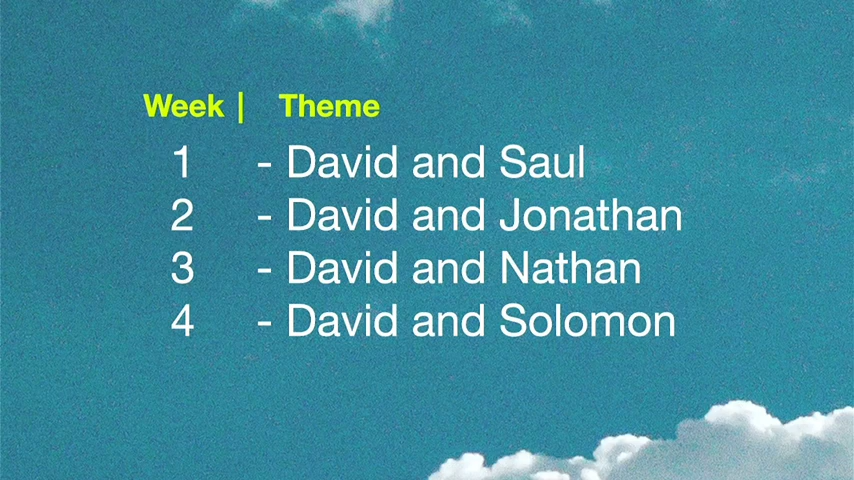 Week | Theme
1 - David and Saul
2 - David and Jonathan
3 - David and Nathan
4 - David and Solomon